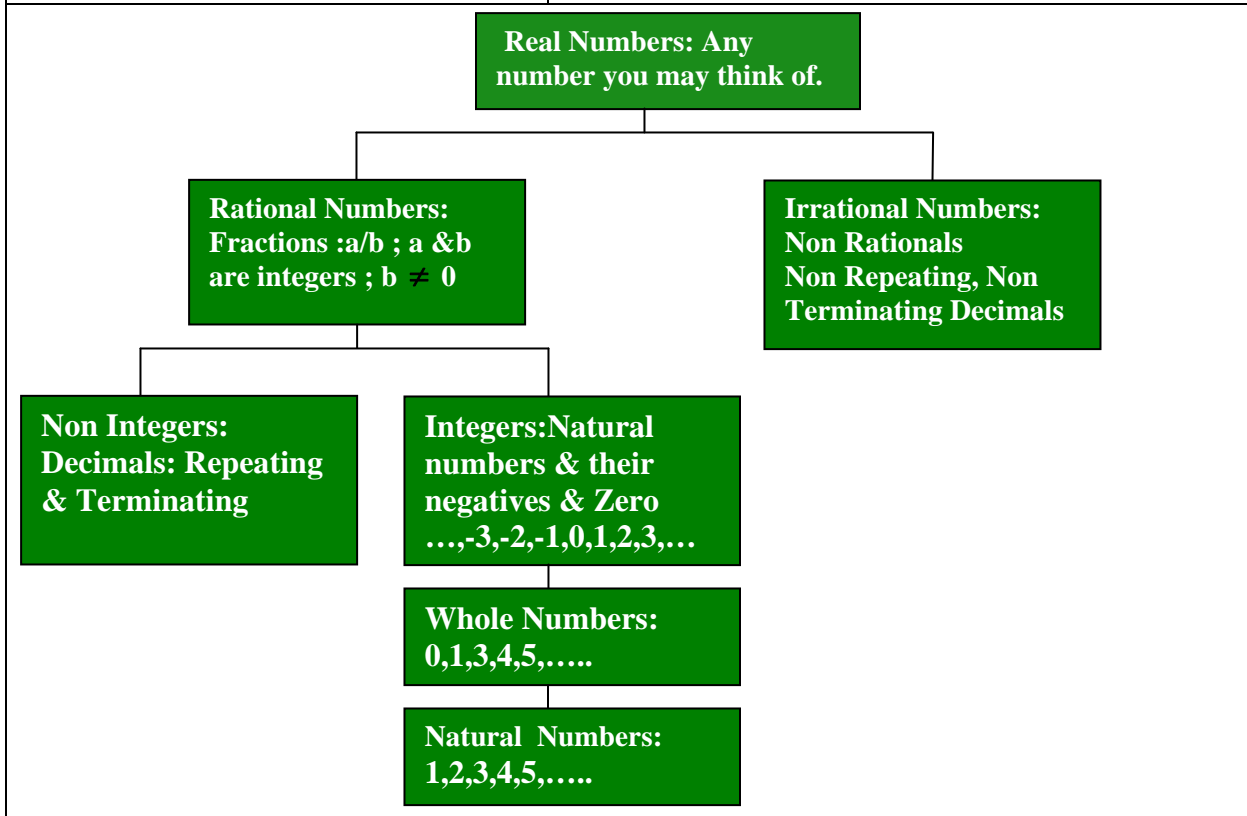 Real Numbers: Any
number you may think of.
Rational Numbers:
Fractions :a/b ; a &b
are integers ; b ≠ 0
Irrational Numbers:
Non Rationals
Non Repeating, Non
Terminating Decimals
Non Integers:
Decimals: Repeating
& Terminating
Integers:Natural
numbers & their
negatives & Zero
…,-3,-2,-1,0,1,2,3,…
Whole Numbers:
0,1,3,4,5,…..
Natural Numbers:
1,2,3,4,5,…..